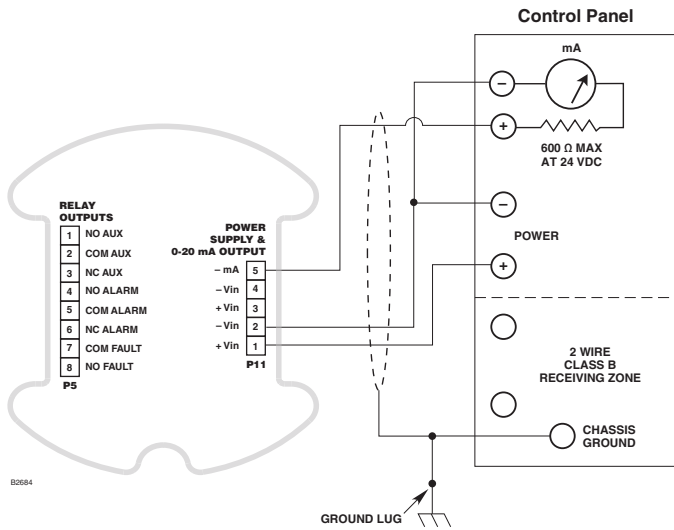 Control Panel
mA
−
+
600 Ω MAX
AT 24 VDC
−
POWER
+
2 WIRE
CLASS B
RECEIVING ZONE
CHASSIS
GROUND
RELAY
OUTPUTS
1 NO AUX
2 COM AUX
3 NC AUX
4 NO ALARM
5 COM ALARM
6 NC ALARM
7 COM FAULT
8 NO FAULT
P5
POWER
SUPPLY &
0-20 mA OUTPUT
– mA 5
– Vin 4
+ Vin 3
– Vin 2
+ Vin 1
P11
B2684
GROUND LUG